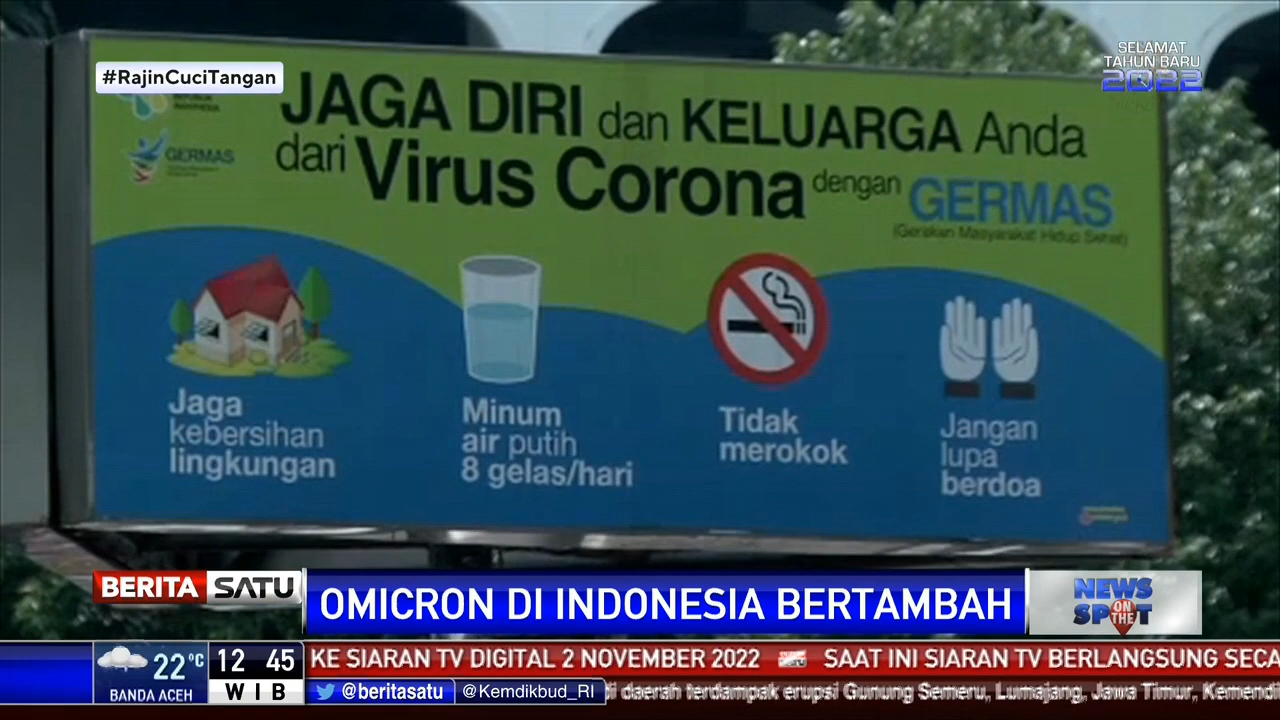 #RajinCuciTangan
SELAMAT
TAHUN BARU
2022
JAGA DIRI dan KELUARGA Anda
dari Virus Corona dengan GERMAS
(Gerakan Masyarakat Hidup Sehat)
INDONESIA
GERMAS
Jaga
kebersihan
lingkungan
Minum
air putih
8 gelas/hari
Tidak
merokok
Jangan
lupa
berdoa
BERITA SATU
OMICRON DI INDONESIA BERTAMBAH
NEWS
ON THE
SPOT
22°C
BANDA ACEH
12 45
WIB
KE SIARAN TV DIGITAL 2 NOVEMBER 2022
SAAT INI SIARAN TV BERLANGSUNG SECA
@beritasatu
@Kemdikbud_RI
di daerah terdampak erupsi Gunung Semeru, Lumajang, Jawa Timur, Kemendi